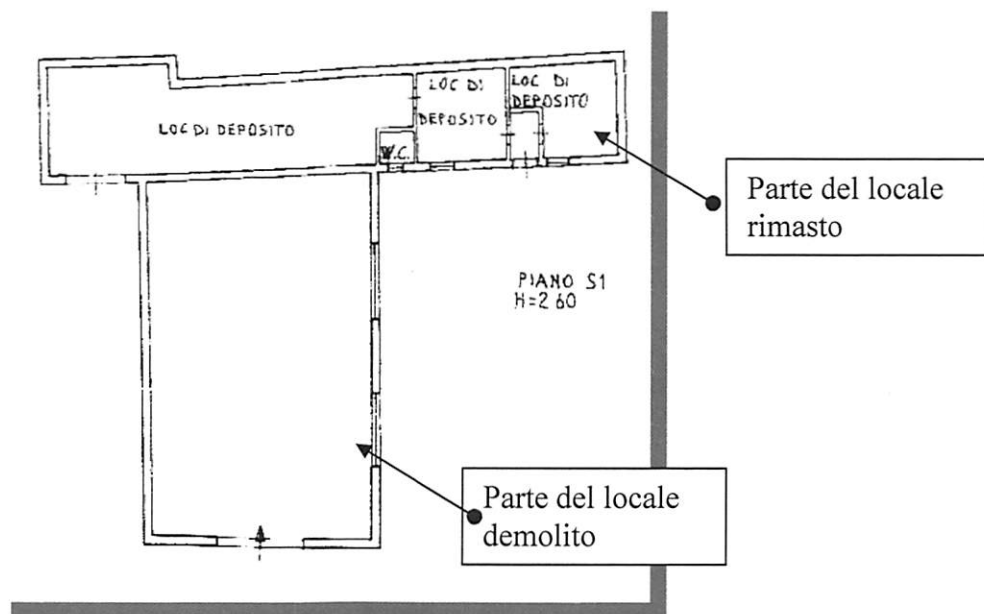 LOC DI
DEPOSITO
LOC DI
DEPOSITO
LOC DI DEPOSITO
W.C.
Parte del locale
rimasto
PIANO S1
H=2 60
Parte del locale
demolito